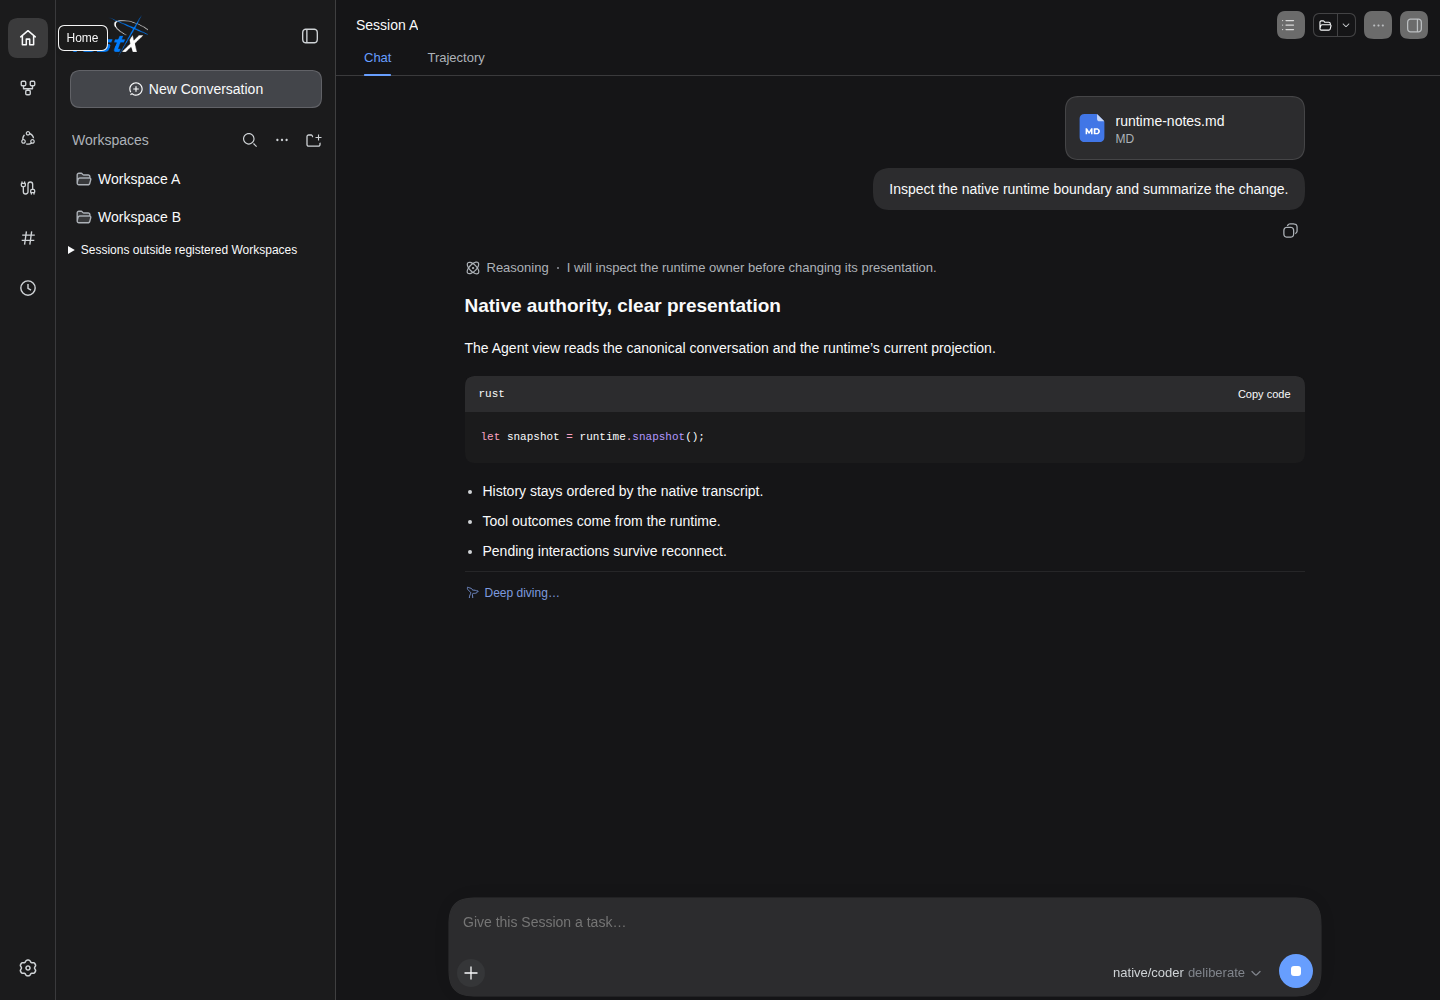 Home
tX
New Conversation
Workspaces
Workspace A
Workspace B
Sessions outside registered Workspaces
Session A
Chat
Trajectory
runtime-notes.md
MD
MD
Inspect the native runtime boundary and summarize the change.
Reasoning · I will inspect the runtime owner before changing its presentation.
Native authority, clear presentation
The Agent view reads the canonical conversation and the runtime’s current projection.
rust
Copy code
let snapshot = runtime.snapshot();
• History stays ordered by the native transcript.
• Tool outcomes come from the runtime.
• Pending interactions survive reconnect.
Deep diving…
Give this Session a task…
native/coder deliberate